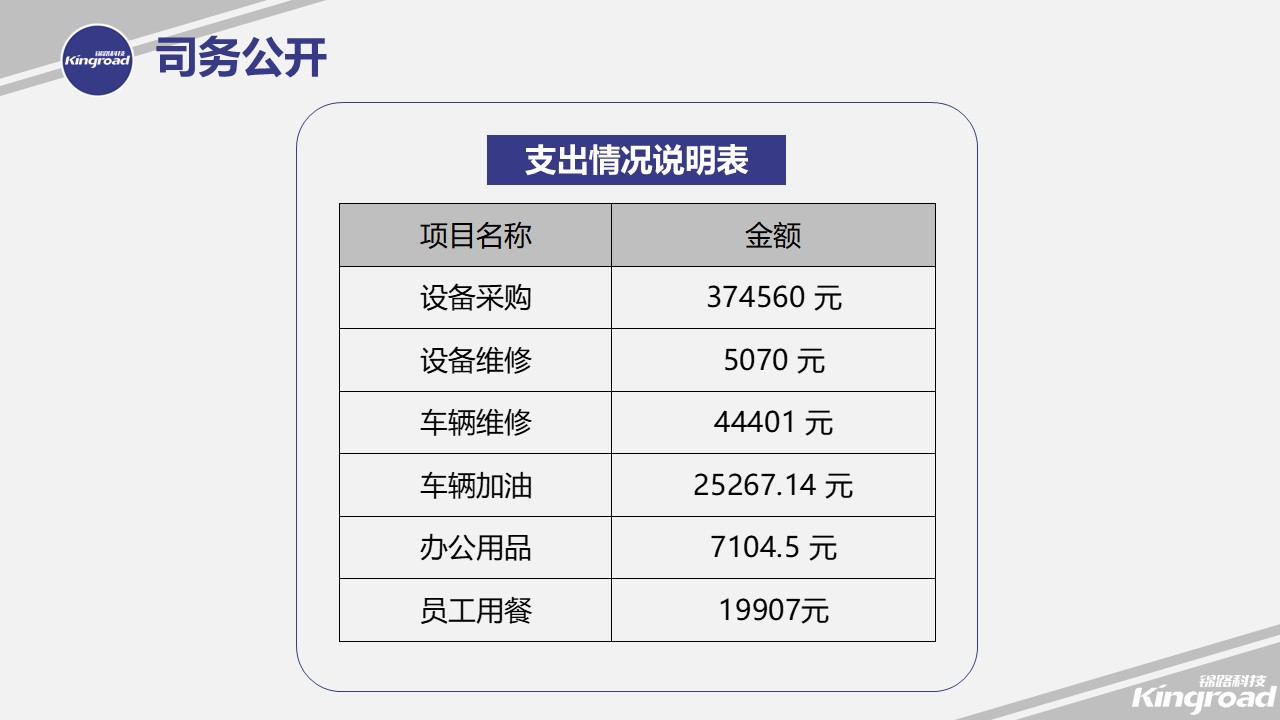 锦路科技
Kingroad
司务公开
支出情况说明表
项目名称 金额
设备采购 374560 元
设备维修 5070 元
车辆维修 44401 元
车辆加油 25267.14 元
办公用品 7104.5 元
员工用餐 19907元
锦路科技
Kingroad